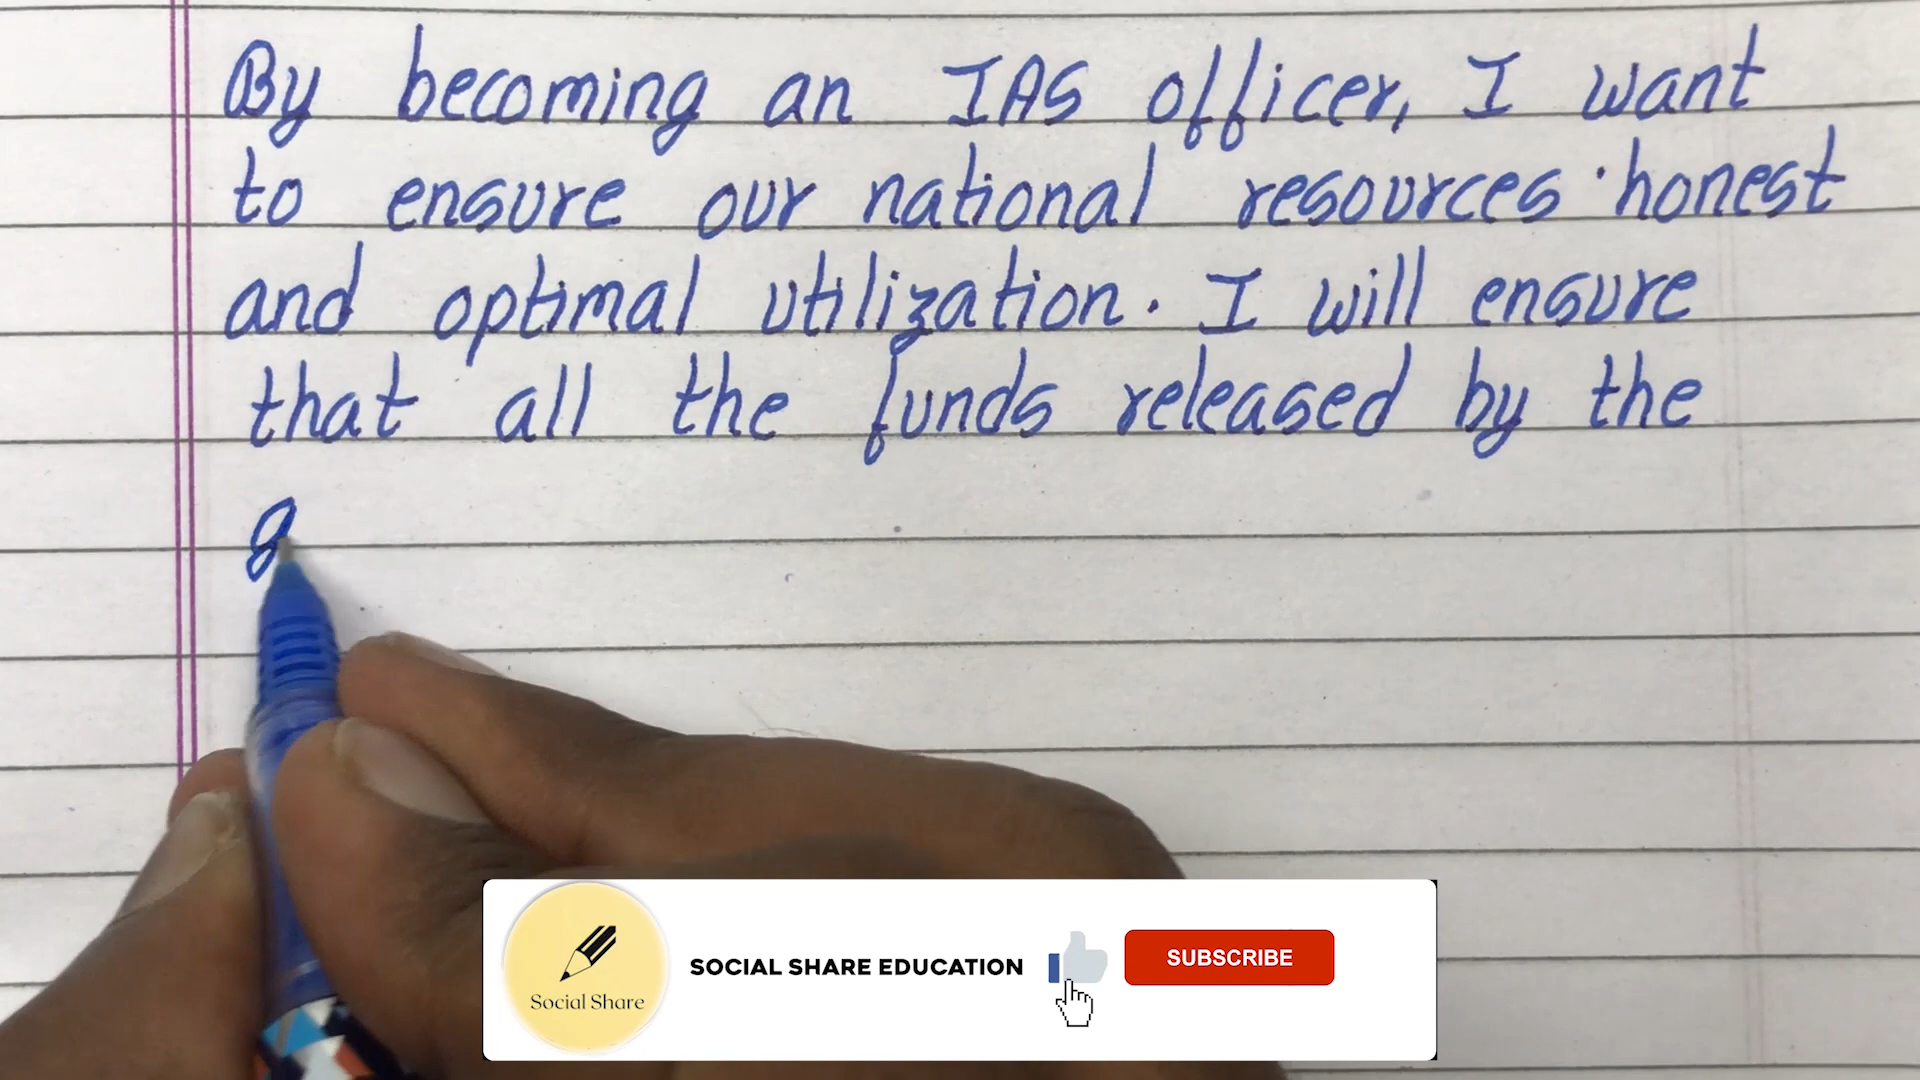 By becoming an IAS officer, I want
to ensure our national resources' honest
and optimal utilization. I will ensure
that all the funds released by the
g
Social Share
SOCIAL SHARE EDUCATION
SUBSCRIBE